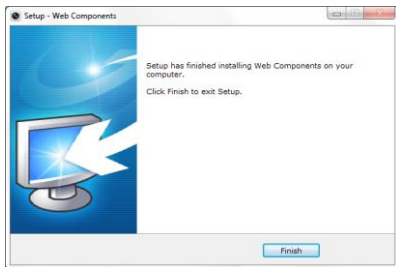 Setup - Web Components
Setup has finished installing Web Components on your
computer.
Click Finish to exit Setup.
Finish